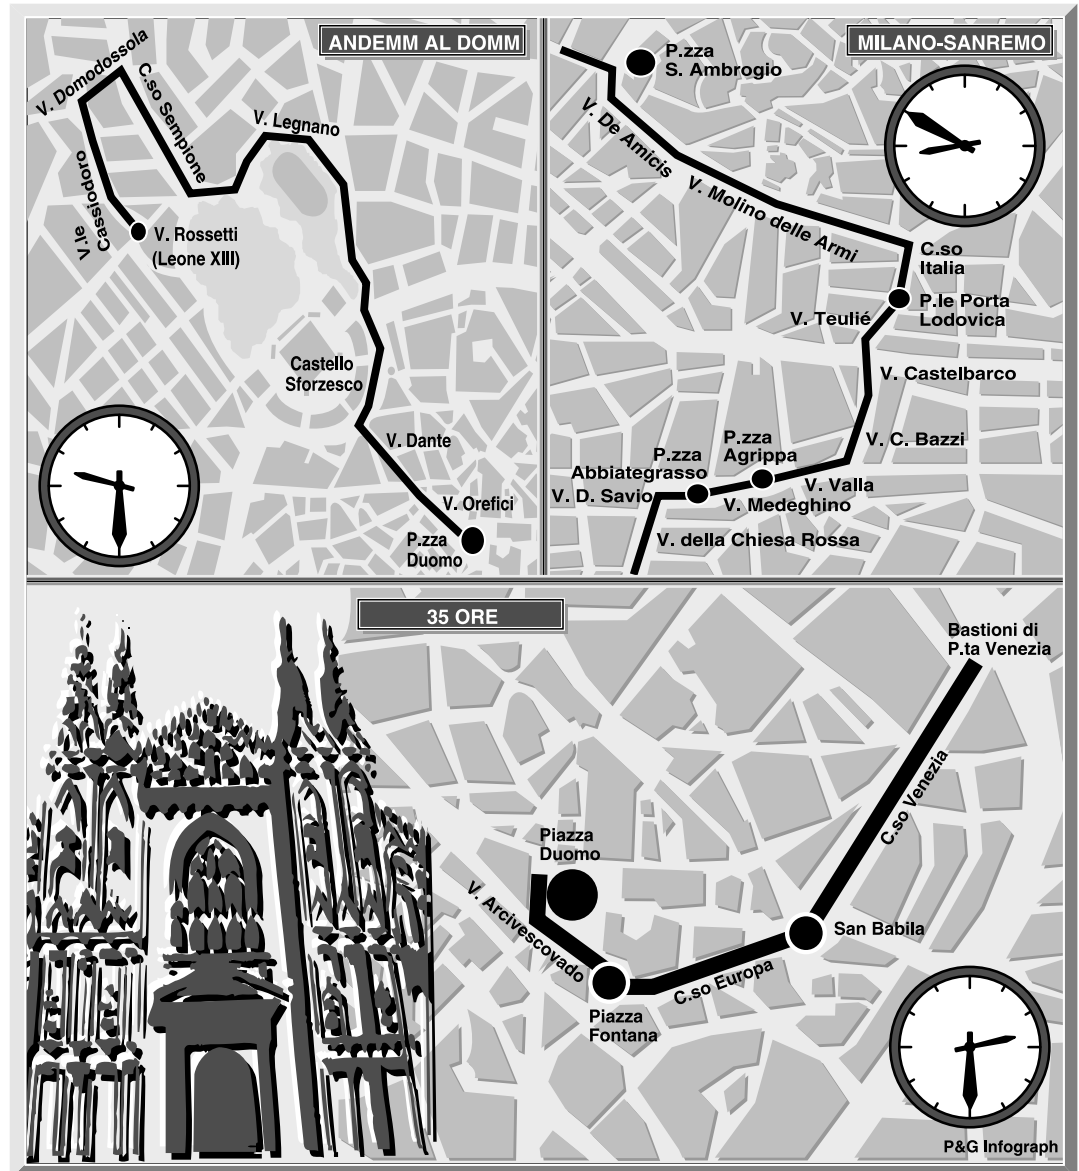 ANDEMM AL DOMM
V. Domodossola
C.so Sempione
V. Legnano
V.le
Cassiodoro
V. Rossetti
(Leone XIII)
Castello
Sforzesco
V. Dante
V. Orefici
P.zza
Duomo
MILANO-SANREMO
P.zza
S. Ambrogio
V. De Amicis
V. Molino delle Armi
C.so
Italia
P.le Porta
Lodovica
V. Teulié
V. Castelbarco
V. C. Bazzi
P.zza
Agrippa
P.zza
Abbiategrasso
V. Valla
V. D. Savio
V. Medeghino
V. della Chiesa Rossa
35 ORE
Bastioni di
P.ta Venezia
C.so Venezia
Piazza
Duomo
V. Arcivescovado
San Babila
C.so Europa
Piazza
Fontana
P&G Infograph